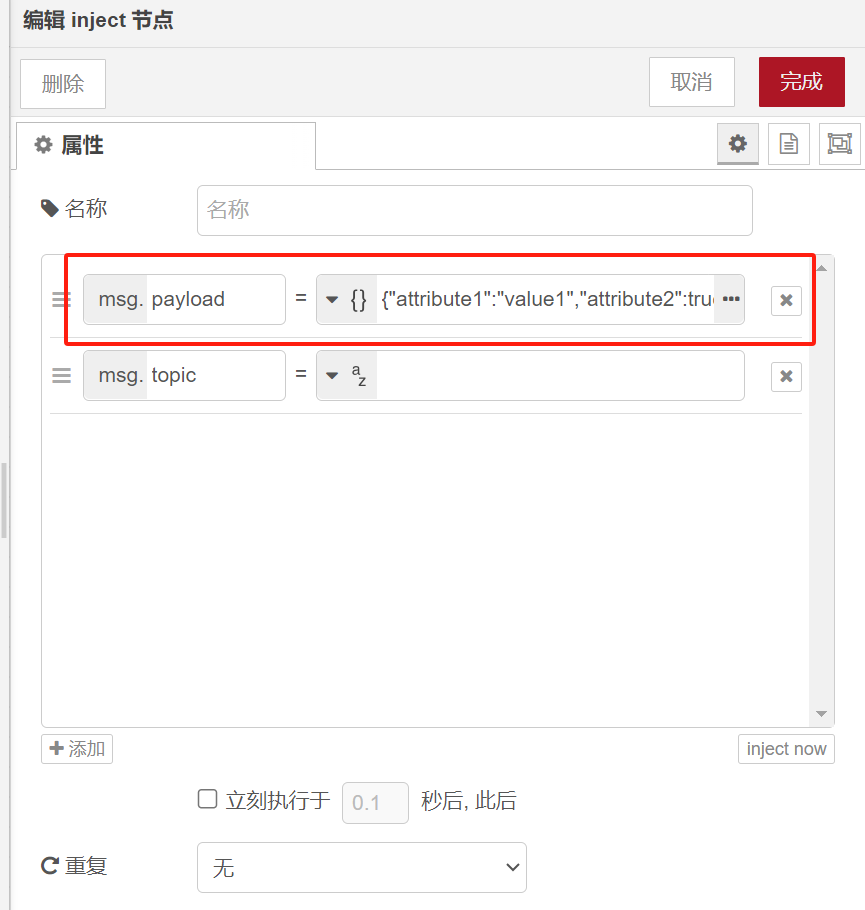 编辑 inject 节点
删除 取消 完成
属性
名称 名称
msg. payload = {} {"attribute1":"value1","attribute2":tru
msg. topic = az
添加 inject now
立刻执行于 0.1 秒后, 此后
重复 无